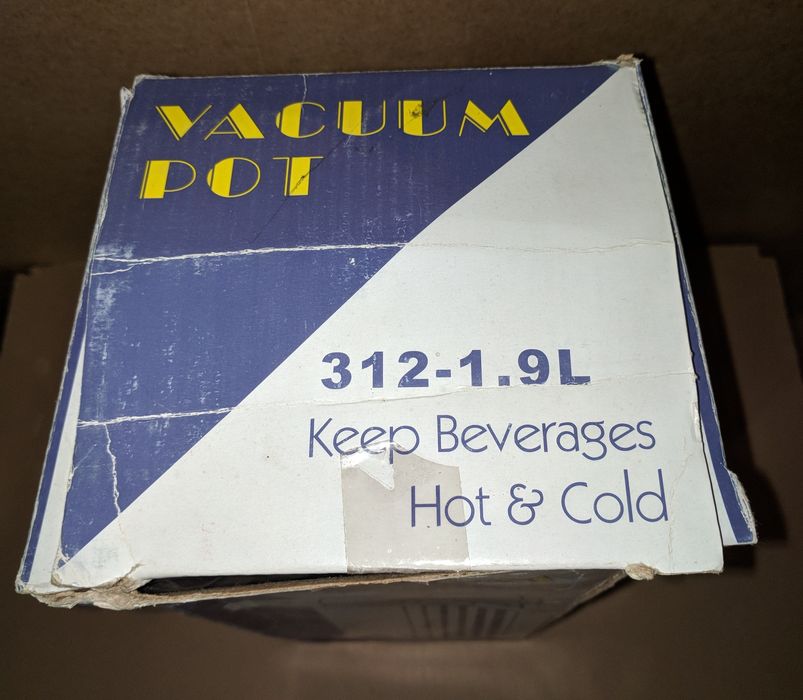 VACUUM
POT
312-1.9L
Keep Beverages
Hot & Cold